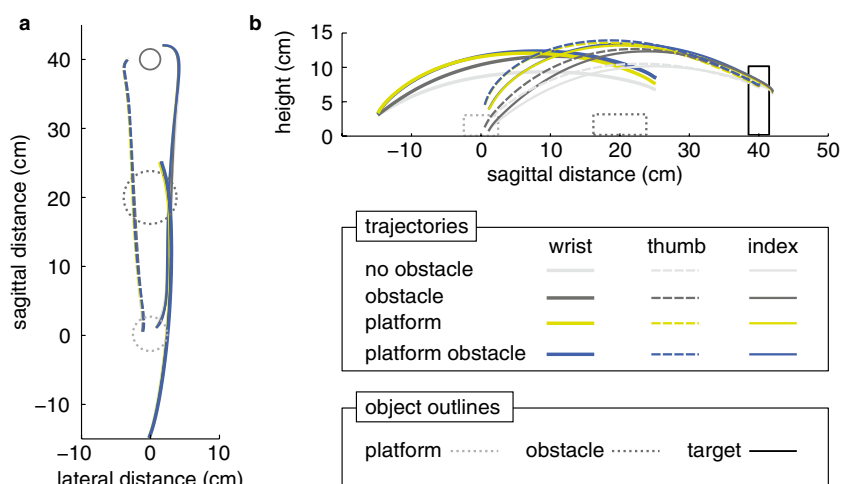 a
40
30
20
10
0
−10
−10 0 10
sagittal distance (cm)
lateral distance (cm)
b
15
10
5
0
−10 0 10 20 30 40 50
height (cm)
sagittal distance (cm)
trajectories
wrist thumb index
no obstacle
obstacle
platform
platform obstacle
object outlines
platform obstacle target